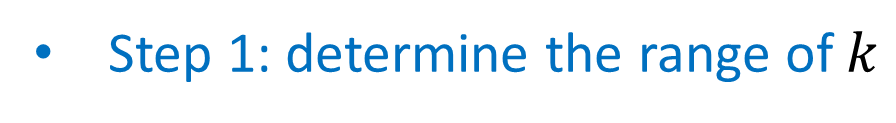 • Step 1: determine the range of 𝑘